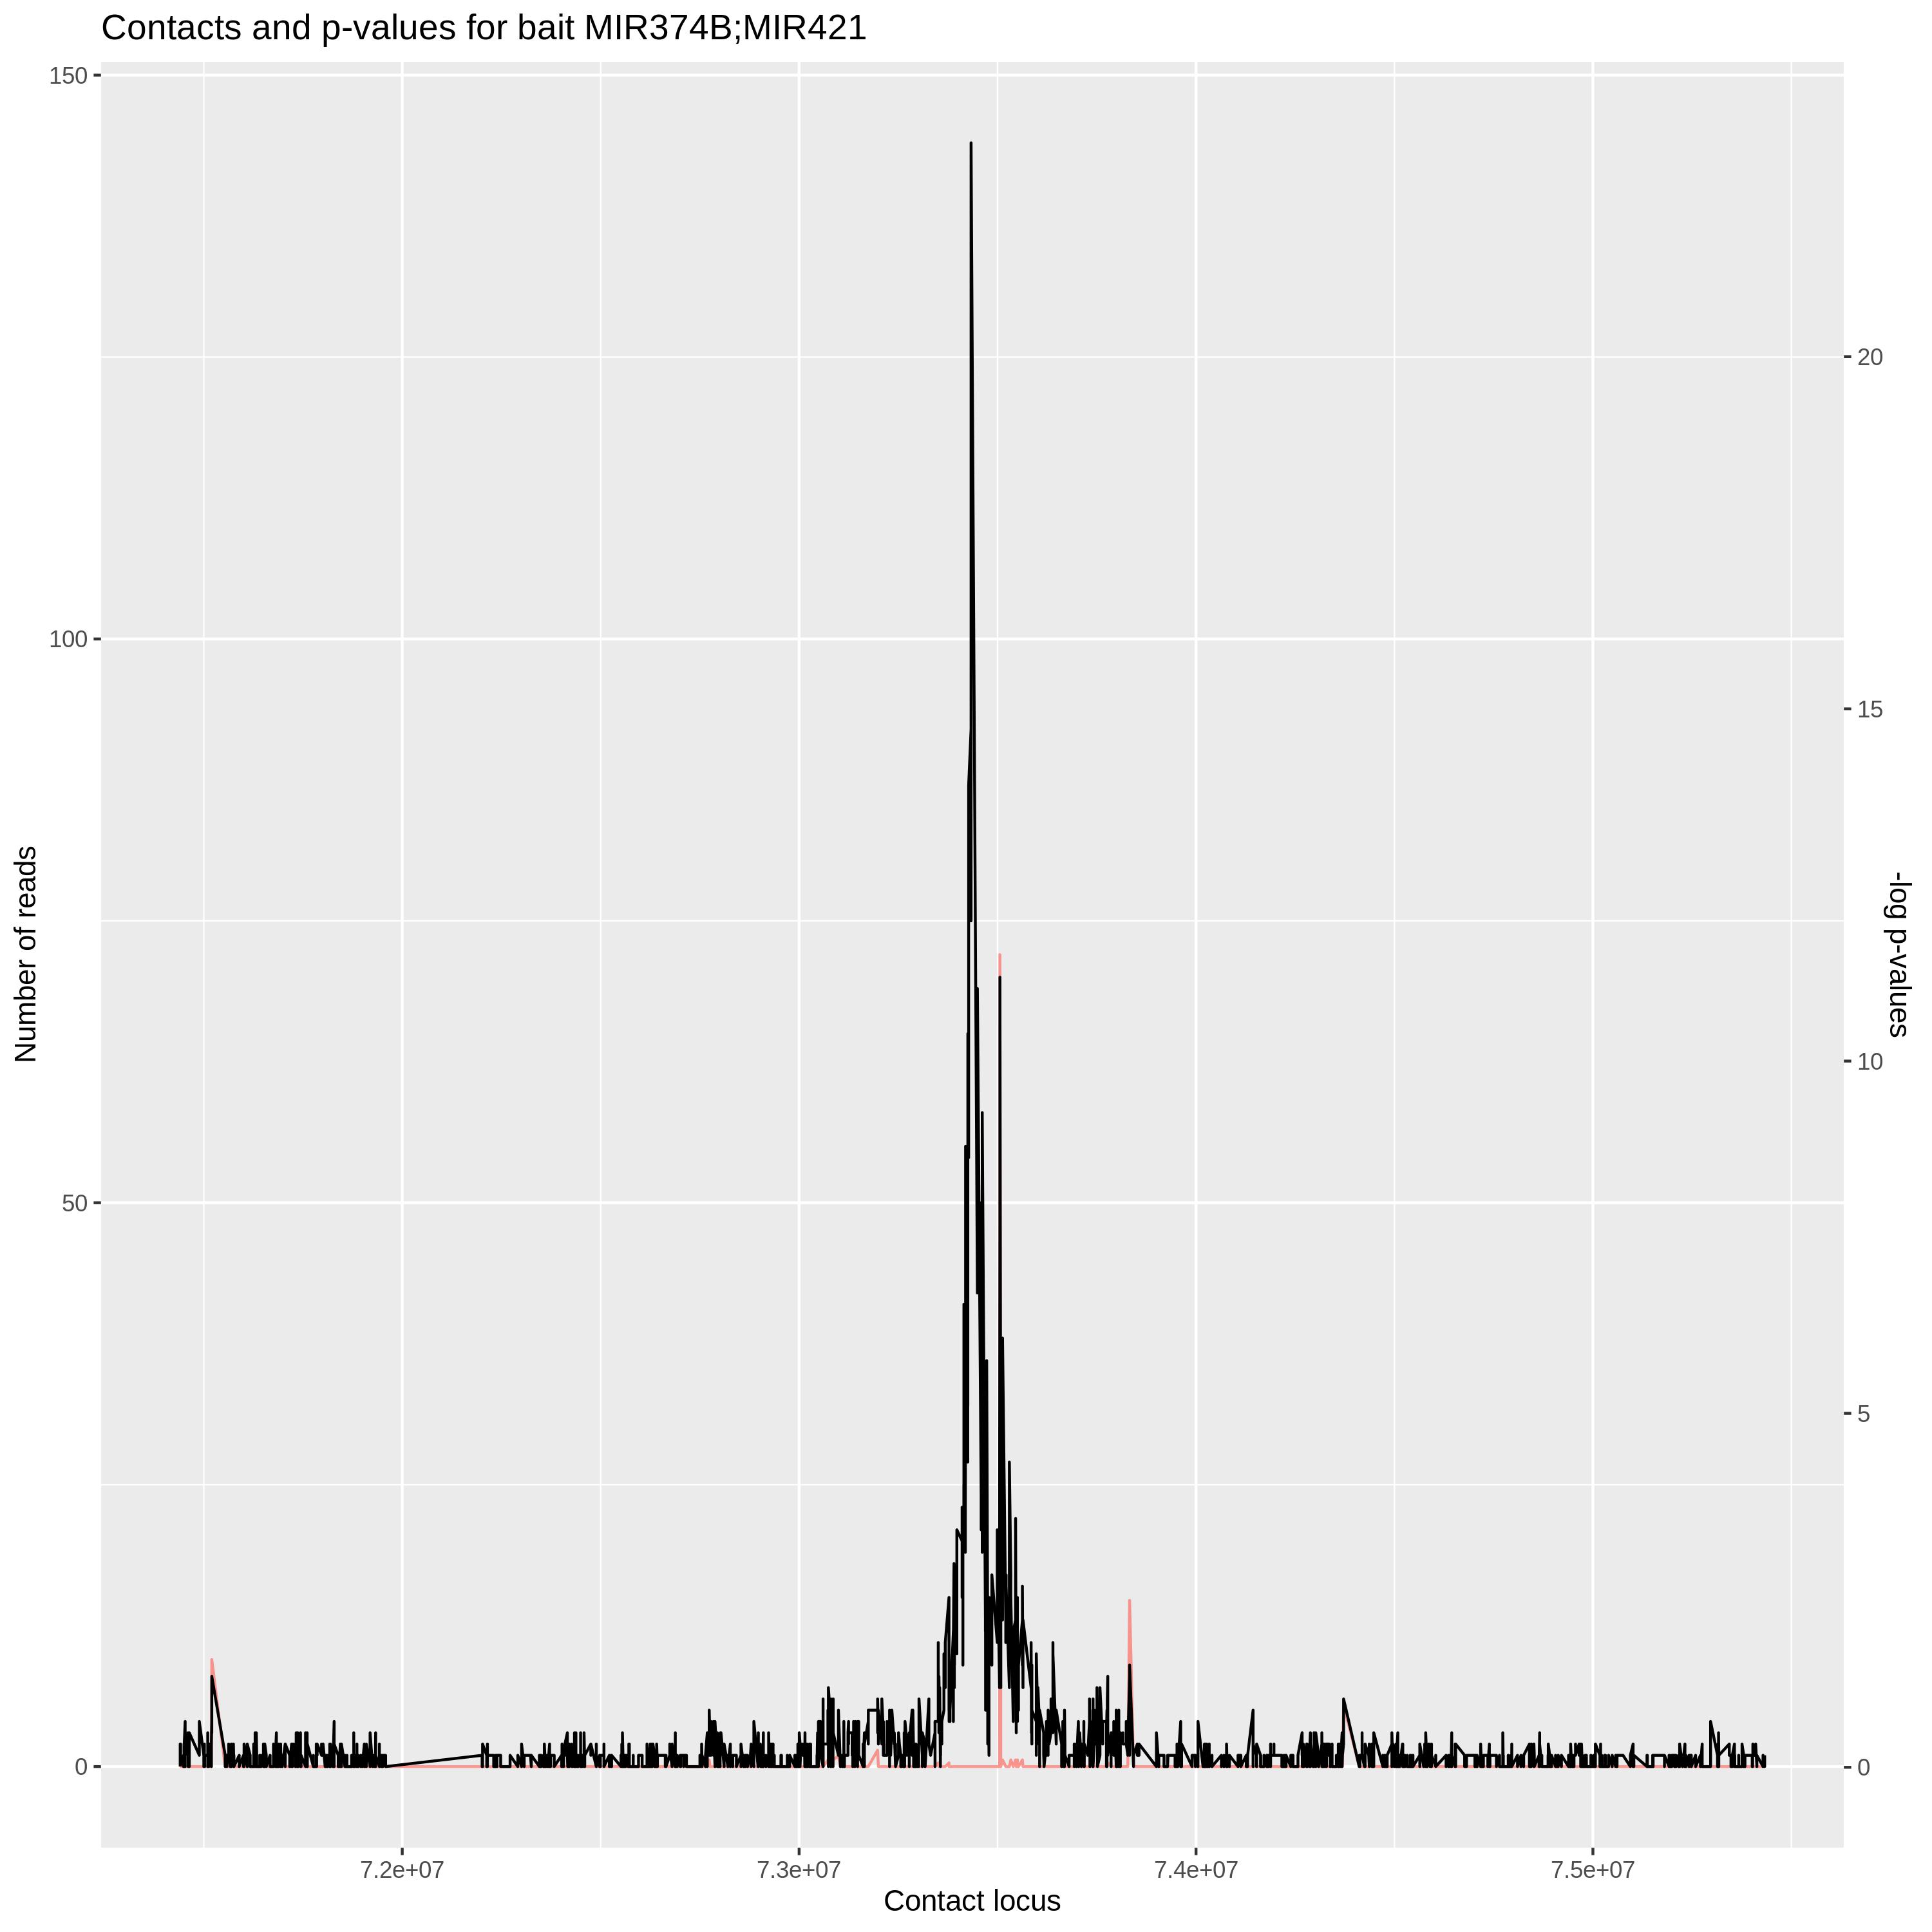 Contacts and p-values for bait MIR374B;MIR421
150
100
50
0
Number of reads
20
15
10
5
0
-log p-values
7.2e+07
7.3e+07
7.4e+07
7.5e+07
Contact locus